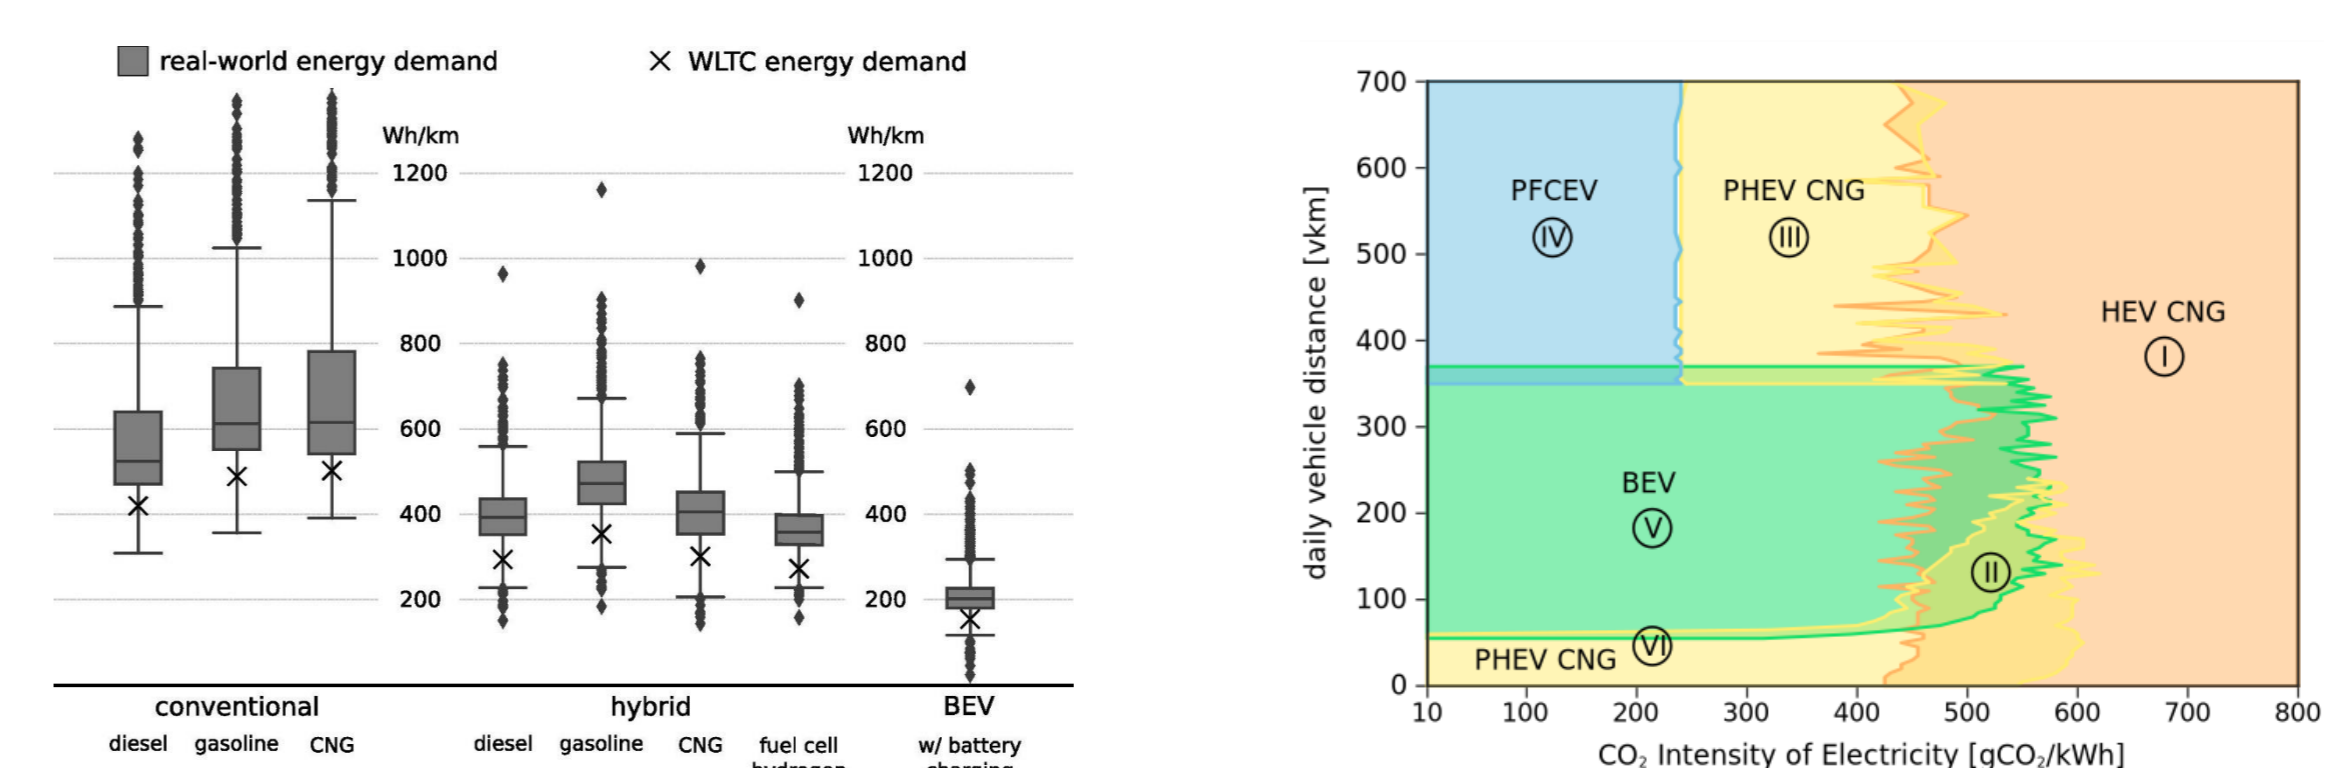 real-world energy demand
WLTC energy demand
Wh/km
Wh/km
1200
1200
1000
1000
800
800
600
600
400
400
200
200
conventional
hybrid
BEV
diesel
gasoline
CNG
diesel
gasoline
CNG
fuel cell
hydrogen
w/ battery
charging
daily vehicle distance [vkm]
700
600
500
400
300
200
100
0
PFCEV
IV
PHEV CNG
III
HEV CNG
I
BEV
V
II
VI
PHEV CNG
10
100
200
300
400
500
600
700
800
CO₂ Intensity of Electricity [gCO₂/kWh]